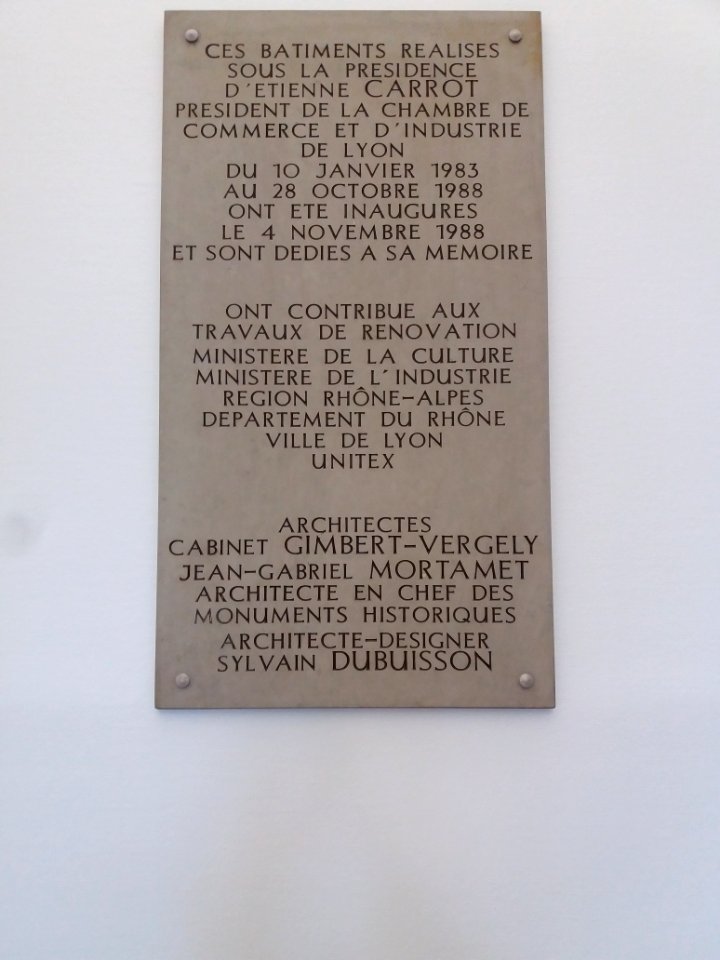 CES BATIMENTS REALISES
SOUS LA PRESIDENCE
D'ETIENNE CARROT
PRESIDENT DE LA CHAMBRE DE
COMMERCE ET D'INDUSTRIE
DE LYON
DU 10 JANVIER 1983
AU 28 OCTOBRE 1988
ONT ETE INAUGURES
LE 4 NOVEMBRE 1988
ET SONT DEDIES A SA MEMOIRE
ONT CONTRIBUE AUX
TRAVAUX DE RENOVATION
MINISTERE DE LA CULTURE
MINISTERE DE L'INDUSTRIE
REGION RHÔNE-ALPES
DEPARTEMENT DU RHÔNE
VILLE DE LYON
UNITEX
ARCHITECTES
CABINET GIMBERT-VERGELY
JEAN-GABRIEL MORTAMET
ARCHITECTE EN CHEF DES
MONUMENTS HISTORIQUES
ARCHITECTE-DESIGNER
SYLVAIN DUBUISSON